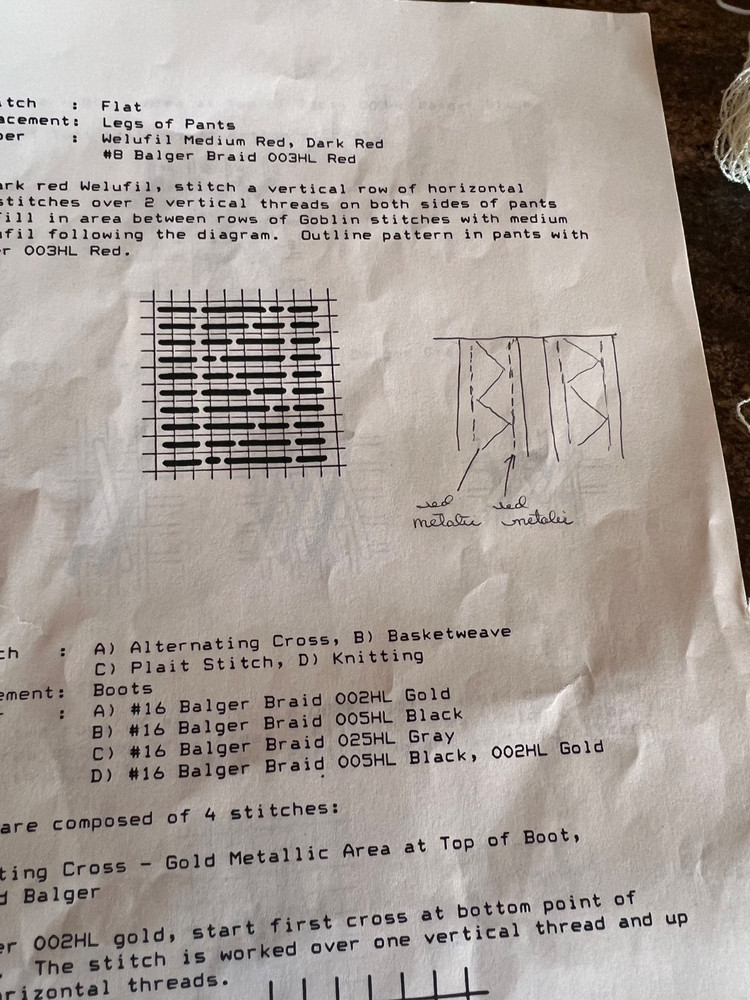 itch : Flat
acement: Legs of Pants
ber : Welufil Medium Red, Dark Red
#8 Balger Braid 003HL Red
ark red Welufil, stitch a vertical row of horizontal
stitches over 2 vertical threads on both sides of pants
fill in area between rows of Goblin stitches with medium
ufil following the diagram. Outline pattern in pants with
r 003HL Red.
red red
metalic metalic
ch : A) Alternating Cross, B) Basketweave
C) Plait Stitch, D) Knitting
ement: Boots
: A) #16 Balger Braid 002HL Gold
B) #16 Balger Braid 005HL Black
C) #16 Balger Braid 025HL Gray
D) #16 Balger Braid 005HL Black, 002HL Gold
are composed of 4 stitches:
ting Cross - Gold Metallic Area at Top of Boot,
d Balger
er 002HL gold, start first cross at bottom point of
. The stitch is worked over one vertical thread and up
rizontal threads.